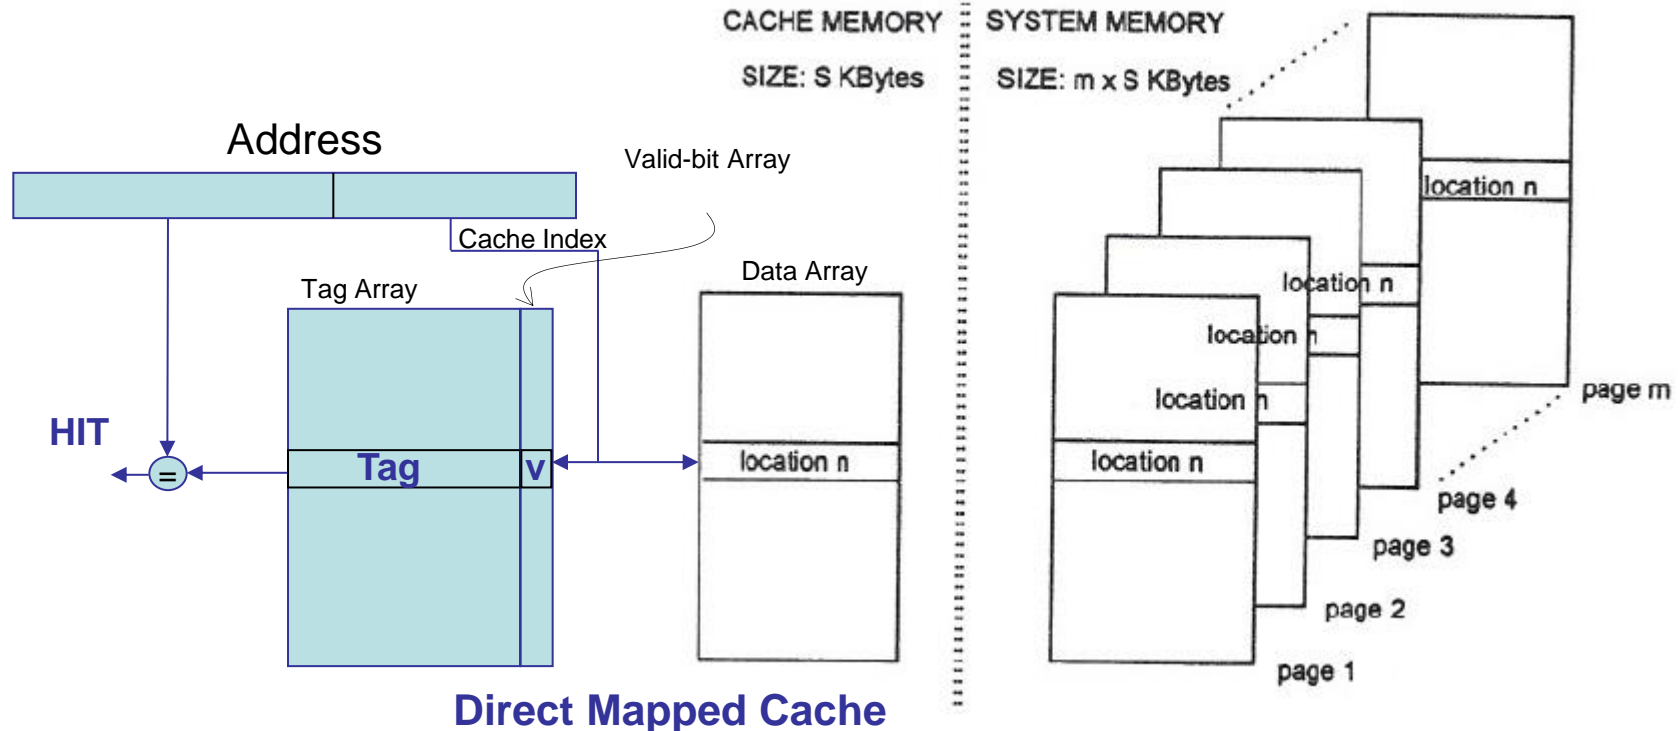 CACHE MEMORY
SYSTEM MEMORY
SIZE: S KBytes
SIZE: m x S KBytes
Address
Valid-bit Array
Cache Index
Tag Array
Data Array
HIT
=
Tag
v
location n
location n
location n
location n
location n
location n
page m
page 4
page 3
page 2
page 1
Direct Mapped Cache